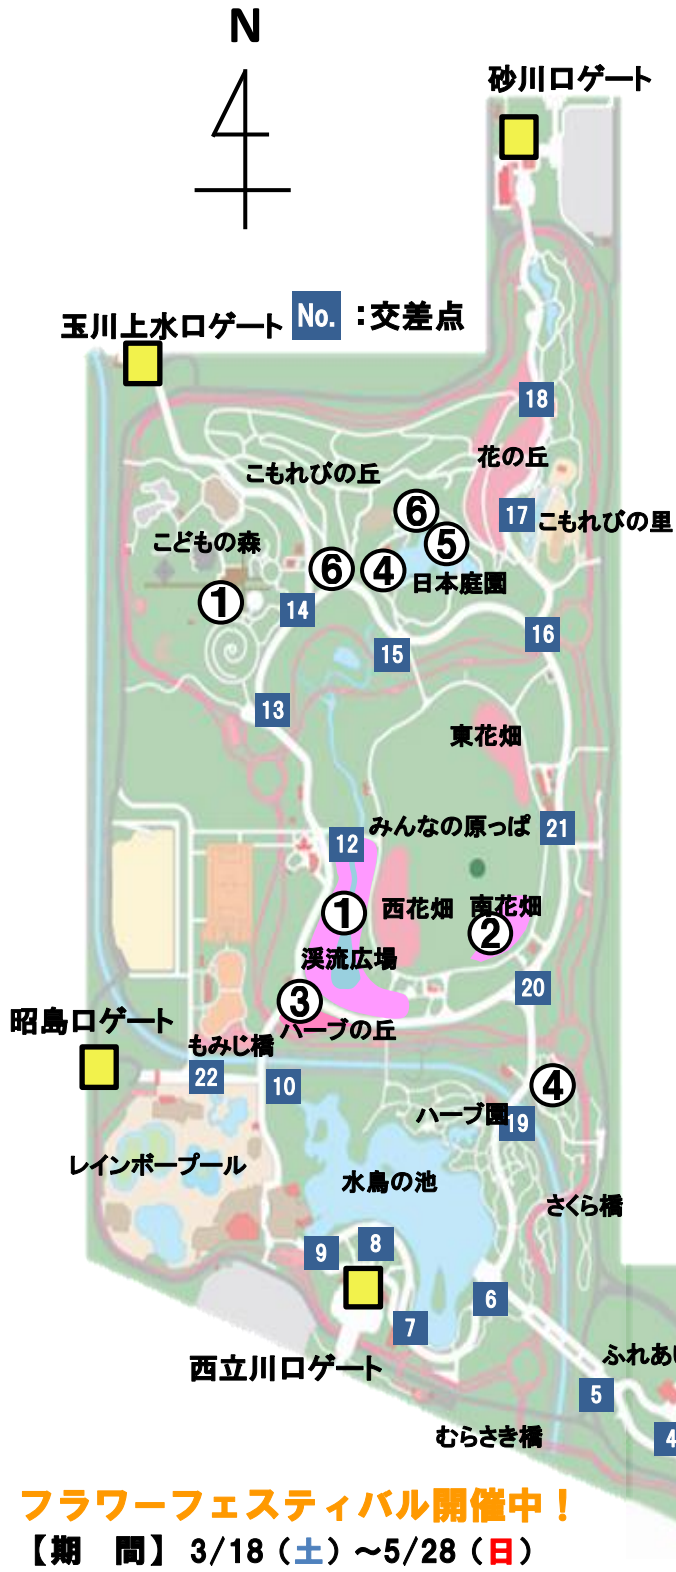 N
砂川口ゲート
玉川上水口ゲート
No. ：交差点
18
花の丘
こもれびの丘
⑥
17
こもれびの里
こどもの森
⑤
⑥
④
日本庭園
①
14
16
15
13
東花畑
みんなの原っぱ
21
12
西花畑
南花畑
①
②
渓流広場
20
③
昭島口ゲート
ハーブの丘
もみじ橋
22
10
④
ハーブ園
19
レインボープール
水鳥の池
さくら橋
8
9
6
7
西立川口ゲート
ふれあい
5
むらさき橋
4
フラワーフェスティバル開催中！
【期　間】 3/18（土）～5/28（日）